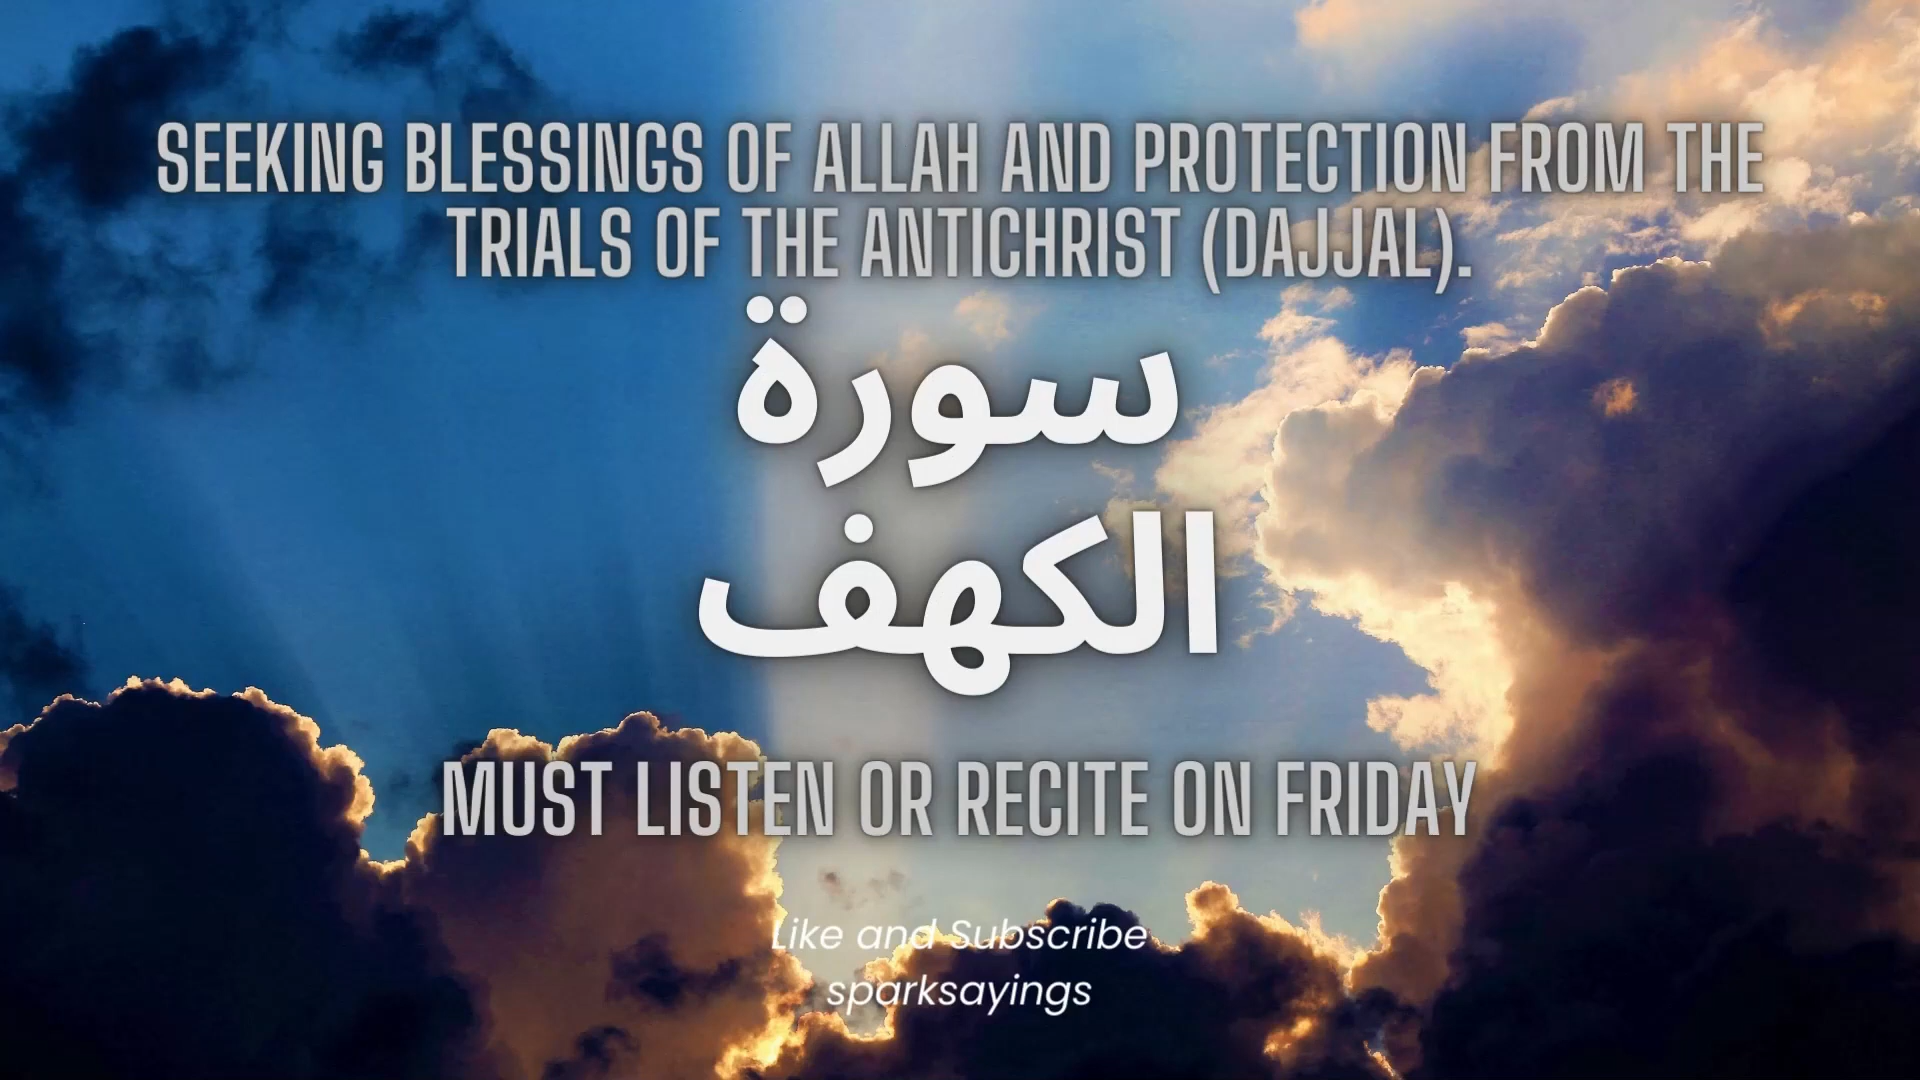 SEEKING BLESSINGS OF ALLAH AND PROTECTION FROM THE
TRIALS OF THE ANTICHRIST (DAJJAL).
سورة
الكهف
MUST LISTEN OR RECITE ON FRIDAY
Like and Subscribe
sparksayings